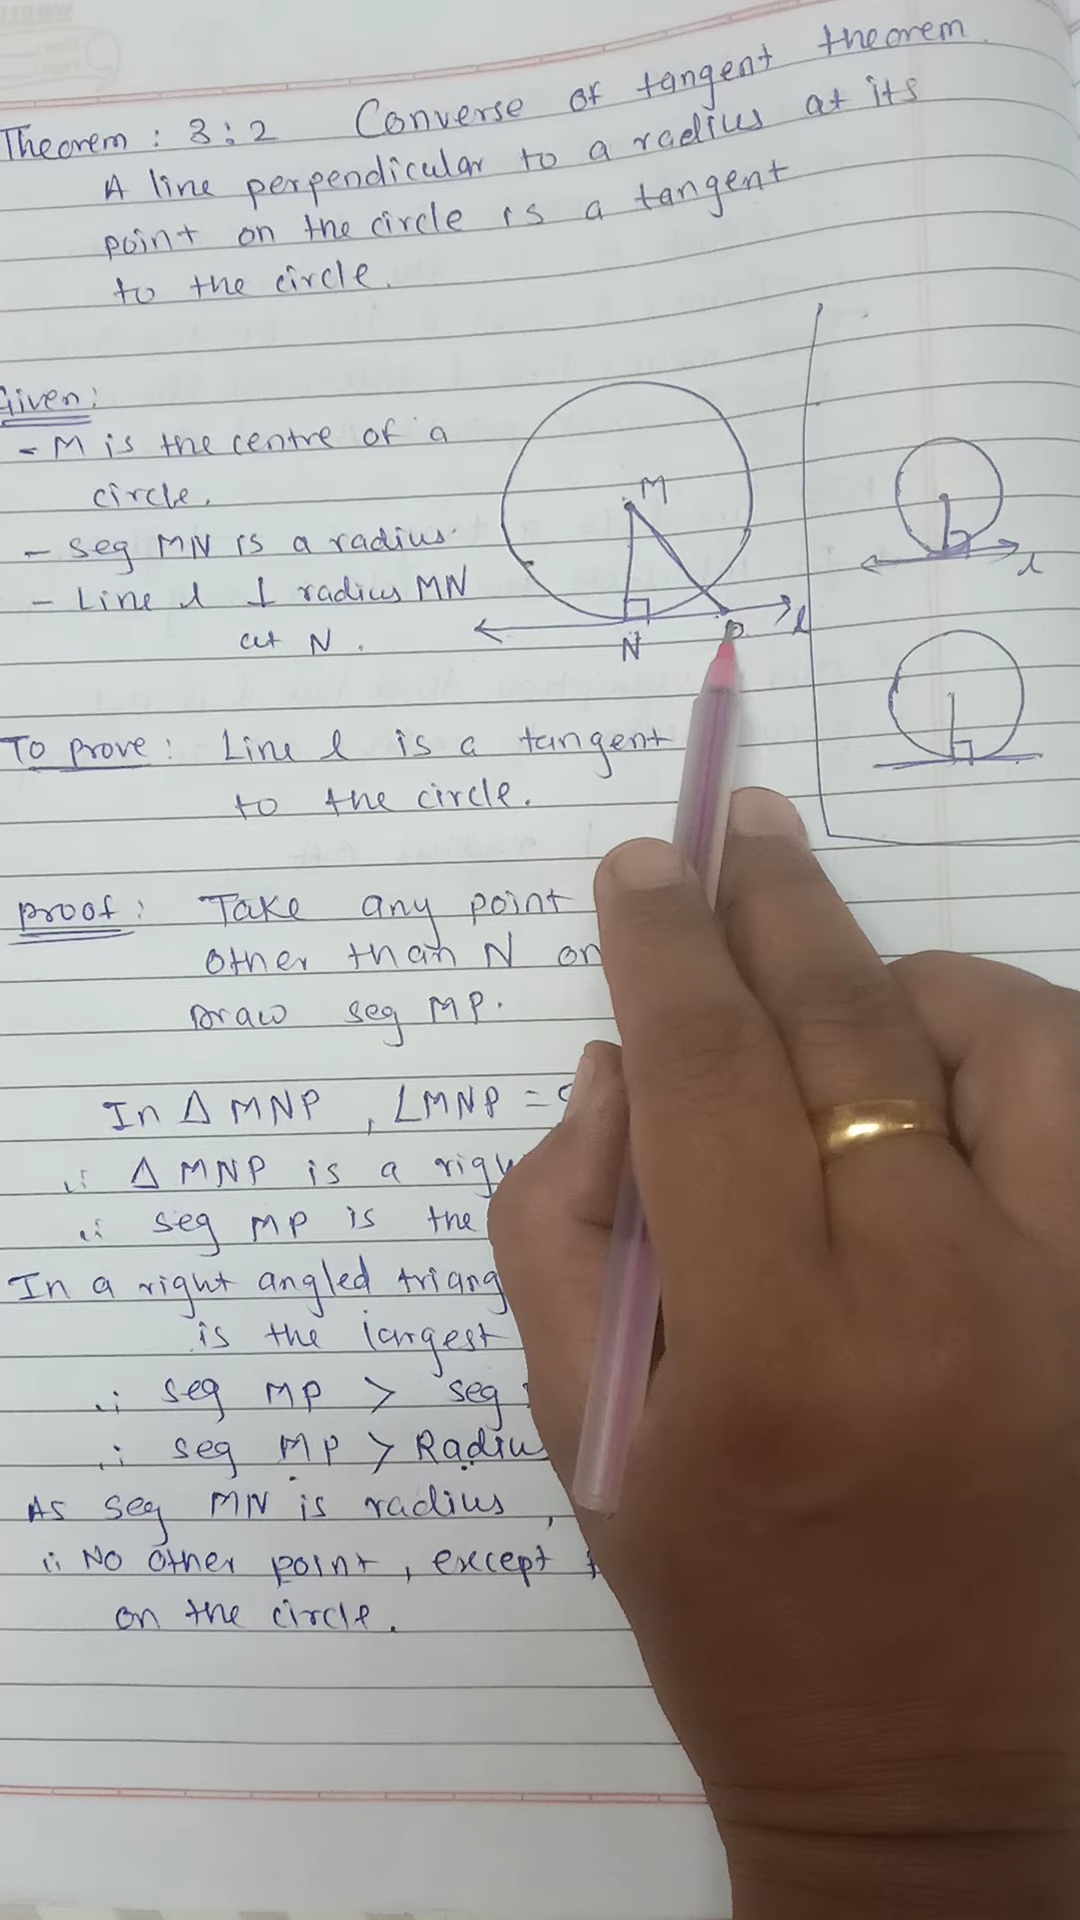 Theorem : 3:2 Converse of tangent theorem.
A line perpendicular to a radius at its
point on the circle is a tangent
to the circle.
Given:
- M is the centre of a
circle.
- seg MN is a radius.
- Line l ⊥ radius MN
at N.
M
N
P
l
l
To prove: Line l is a tangent
to the circle.
Proof: Take any point
other than N on
Draw seg MP.
In Δ MNP, ∠MNP =
∴ Δ MNP is a
∴ seg MP is the
In a right angled
is the largest
∴ seg MP > seg
∴ seg MP >
As seg MN is radius,
∴ No other point, except
on the circle.